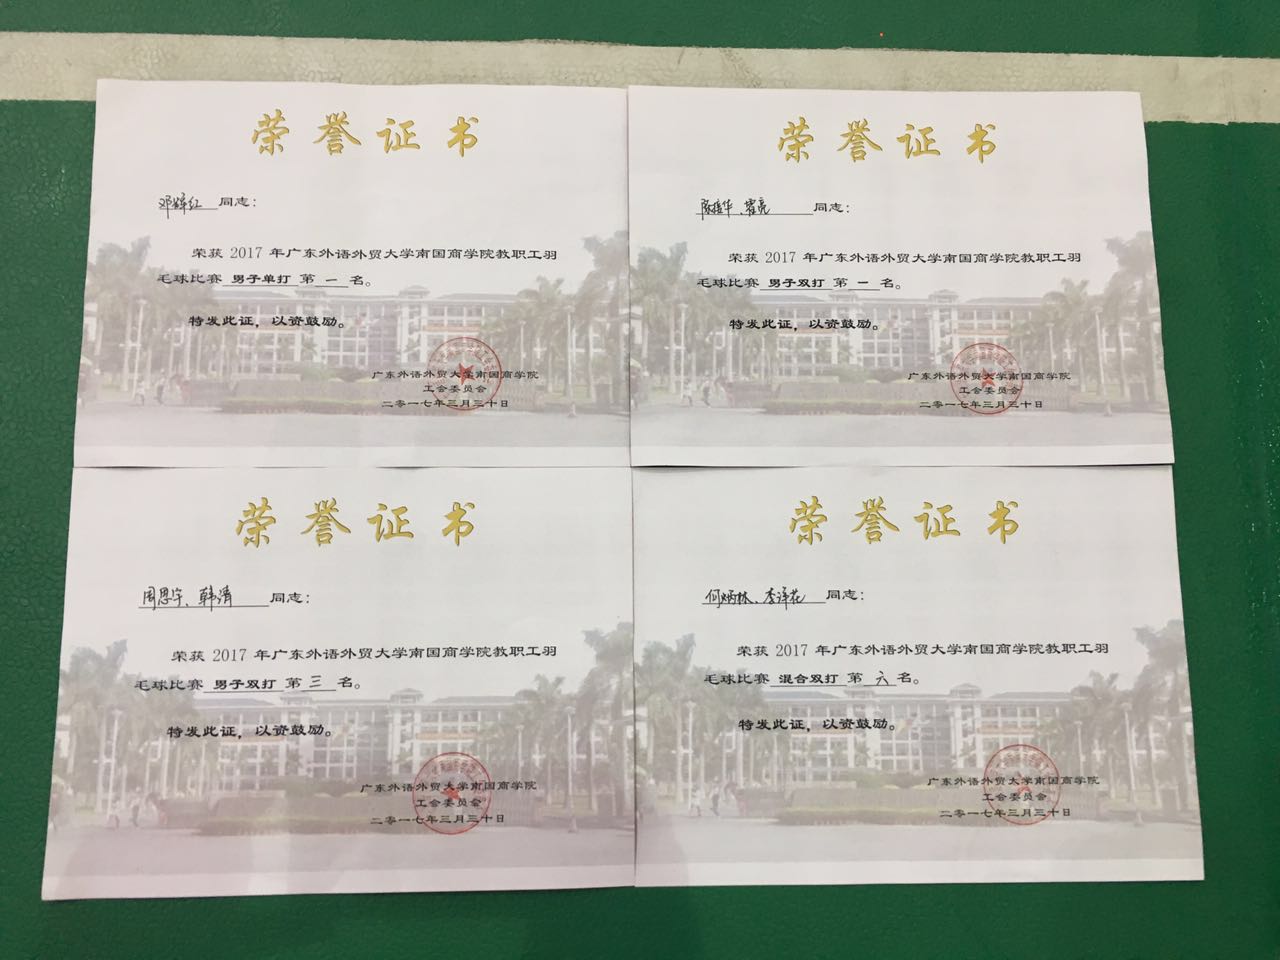 荣誉证书
邓锑红 同志：
荣获 2017 年广东外语外贸大学南国商学院教职工羽
毛球比赛 男子单打 第 一 名。
特发此证，以资鼓励。
广东外语外贸大学南国商学院
工会委员会
二零一七年三月三十日
荣誉证书
培华、霍亮 同志：
荣获 2017 年广东外语外贸大学南国商学院教职工羽
毛球比赛 男子双打 第 一 名。
特发此证，以资鼓励。
广东外语外贸大学南国商学院
工会委员会
二〇一七年三月三十日
荣誉证书
周思宇、韩清 同志：
荣获 2017 年广东外语外贸大学南国商学院教职工羽
毛球比赛 男子双打 第 三 名。
特发此证，以资鼓励。
广东外语外贸大学南国商学院
工会委员会
二〇一七年三月三十日
荣誉证书
何炳林、李洋花 同志：
荣获 2017 年广东外语外贸大学南国商学院教职工羽
毛球比赛 混合双打 第 六 名。
特发此证，以资鼓励。
广东外语外贸大学南国商学院
工会委员会
二〇一七年三月三十日